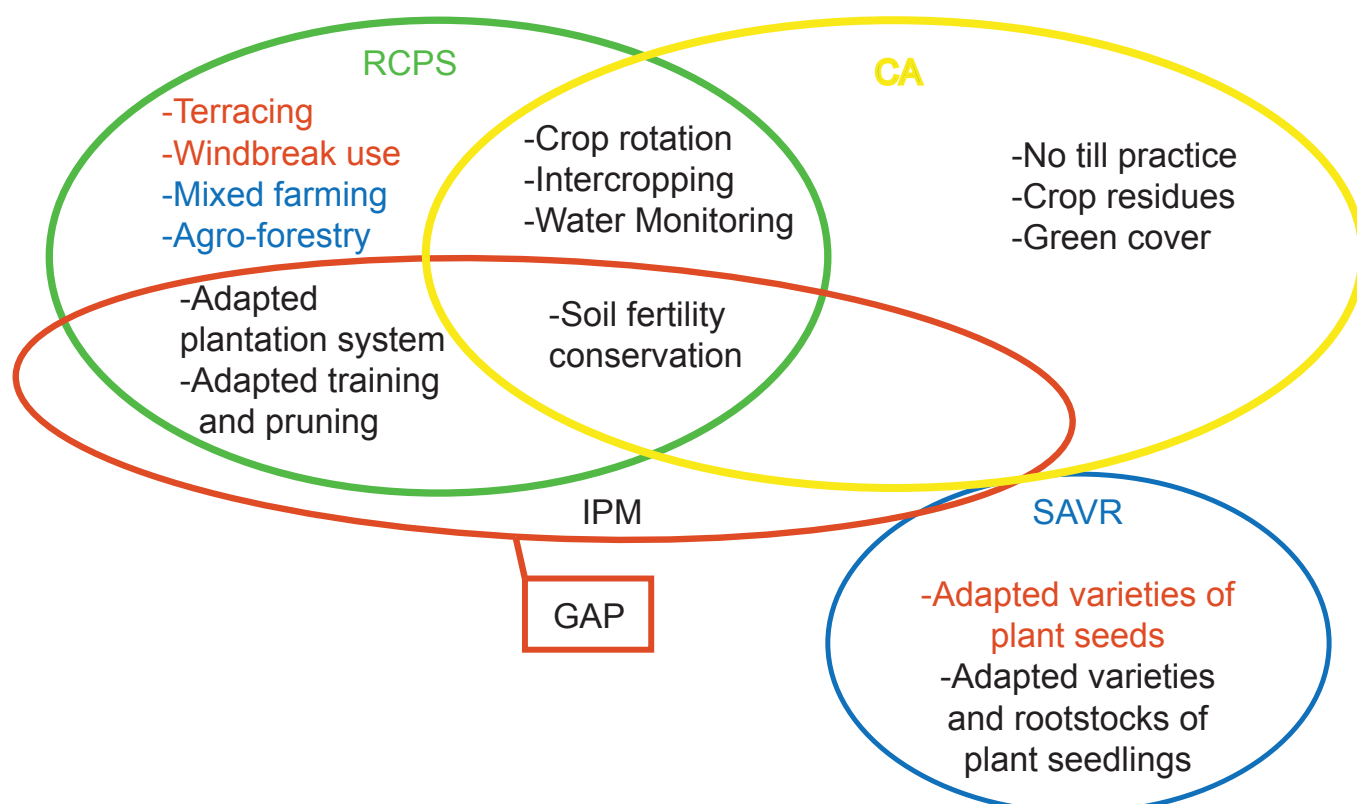 RCPS
-Terracing
-Windbreak use
-Mixed farming
-Agro-forestry
-Adapted
plantation system
-Adapted training
and pruning
-Crop rotation
-Intercropping
-Water Monitoring
-Soil fertility
conservation
CA
-No till practice
-Crop residues
-Green cover
IPM
GAP
SAVR
-Adapted varieties of
plant seeds
-Adapted varieties
and rootstocks of
plant seedlings